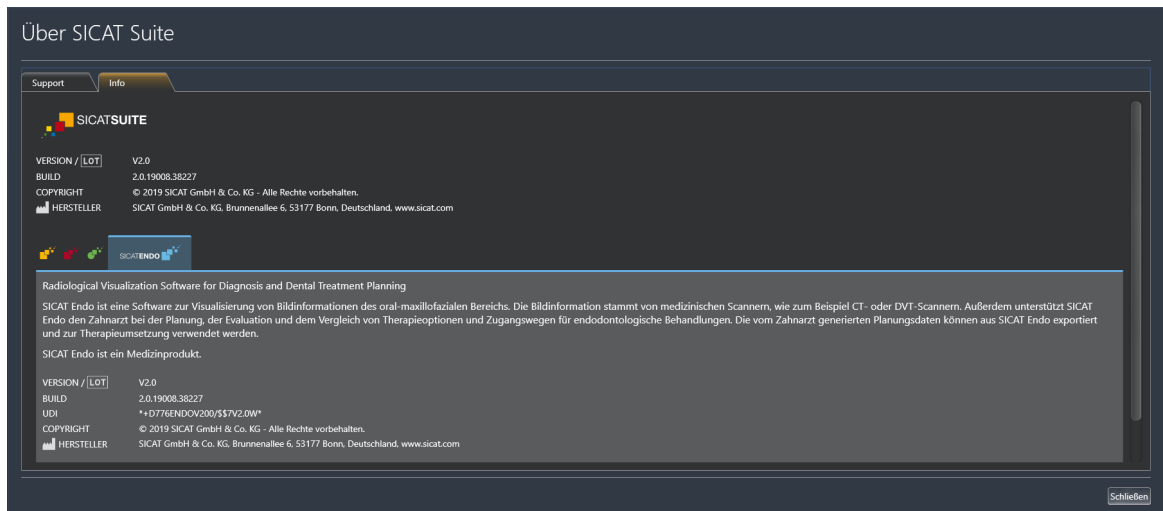 Über SICAT Suite
Support
Info
SICATSUITE
VERSION / LOT V2.0
BUILD 2.0.19008.38227
COPYRIGHT © 2019 SICAT GmbH & Co. KG - Alle Rechte vorbehalten.
HERSTELLER SICAT GmbH & Co. KG, Brunnenallee 6, 53177 Bonn, Deutschland, www.sicat.com
SICATENDO
Radiological Visualization Software for Diagnosis and Dental Treatment Planning
SICAT Endo ist eine Software zur Visualisierung von Bildinformationen des oral-maxillofazialen Bereichs. Die Bildinformation stammt von medizinischen Scannern, wie zum Beispiel CT- oder DVT-Scannern. Außerdem unterstützt SICAT
Endo den Zahnarzt bei der Planung, der Evaluation und dem Vergleich von Therapieoptionen und Zugangswegen für endodontologische Behandlungen. Die vom Zahnarzt generierten Planungsdaten können aus SICAT Endo exportiert
und zur Therapieumsetzung verwendet werden.
SICAT Endo ist ein Medizinprodukt.
VERSION / LOT V2.0
BUILD 2.0.19008.38227
UDI *+D776ENDOV200/$$7V2.0W*
COPYRIGHT © 2019 SICAT GmbH & Co. KG - Alle Rechte vorbehalten.
HERSTELLER SICAT GmbH & Co. KG, Brunnenallee 6, 53177 Bonn, Deutschland, www.sicat.com
Schließen